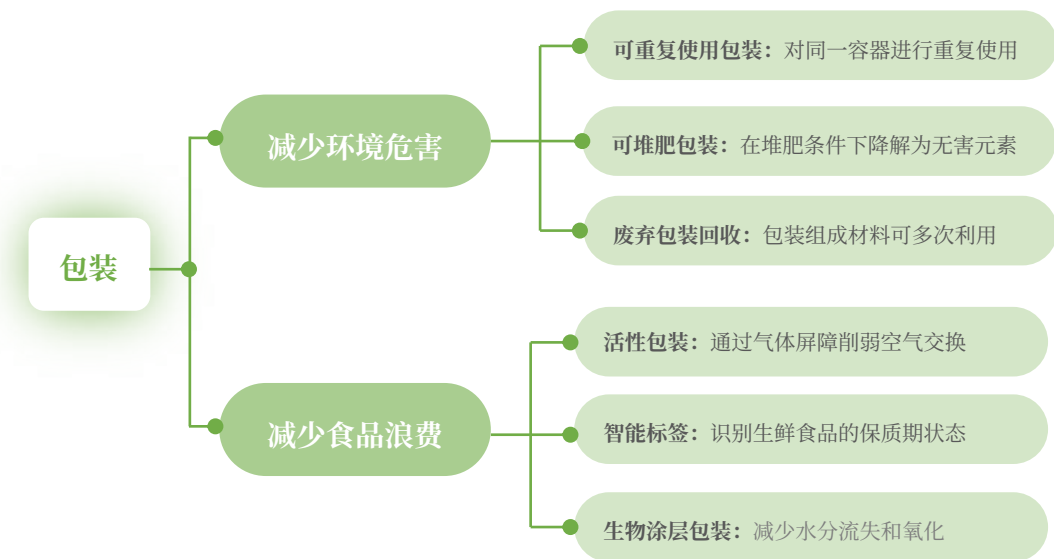 包装
减少环境危害
可重复使用包装：对同一容器进行重复使用
可堆肥包装：在堆肥条件下降解为无害元素
废弃包装回收：包装组成材料可多次利用
减少食品浪费
活性包装：通过气体屏障削弱空气交换
智能标签：识别生鲜食品的保质期状态
生物涂层包装：减少水分流失和氧化